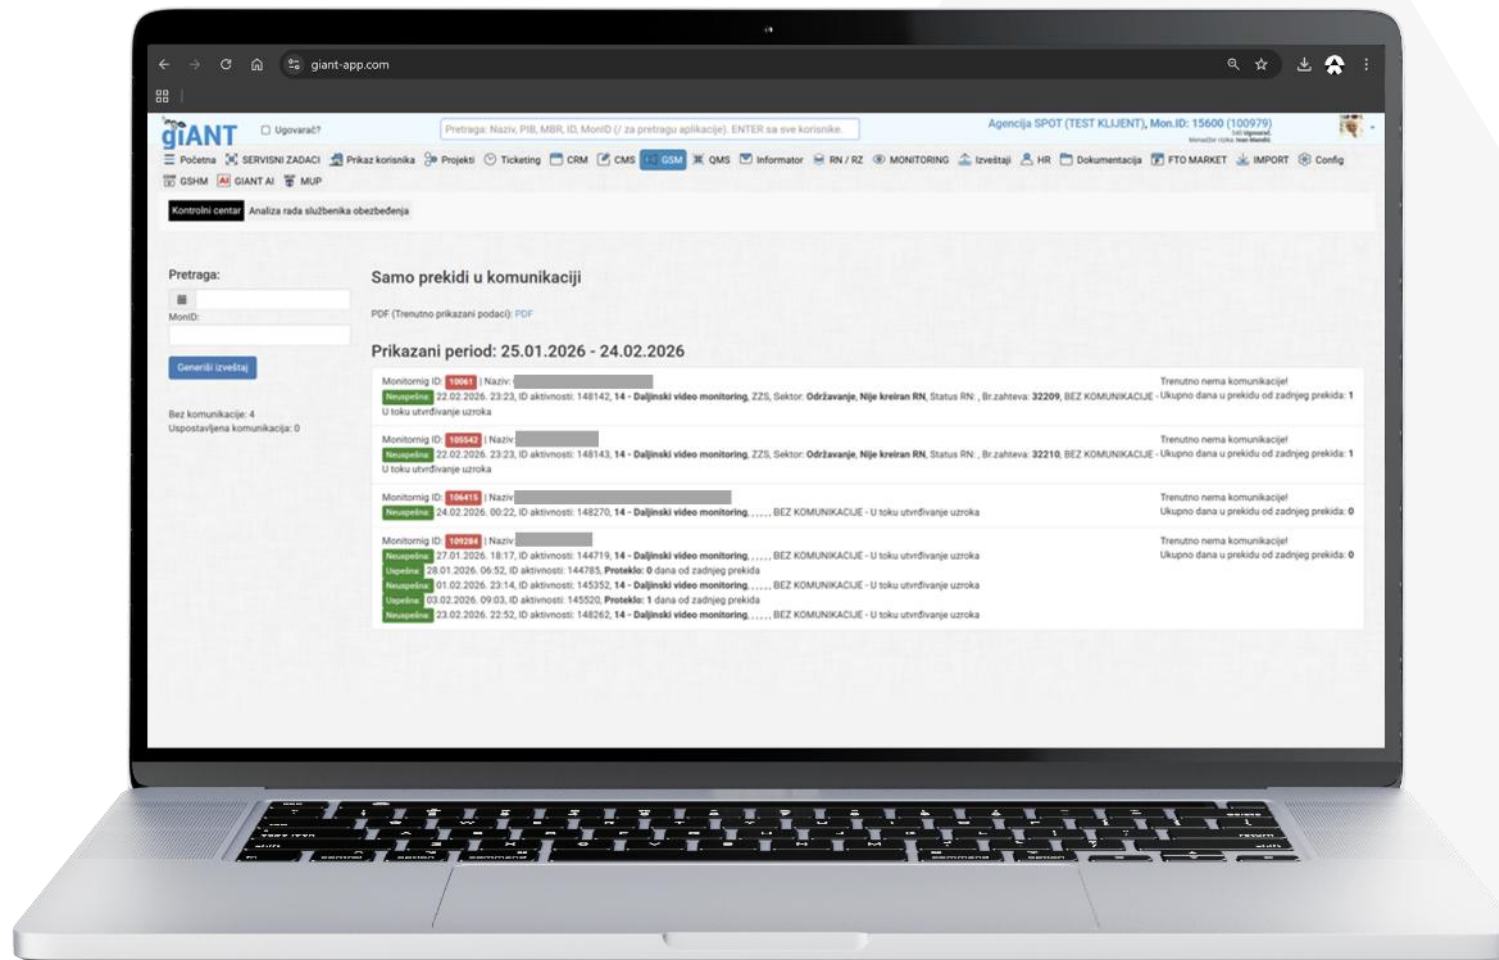 giant-app.com
giANT
Ugovarač?
Pretraga: Naziv, PIB, MBR, ID, MonID (/ za pretragu aplikacije). ENTER sa sve korisnike.
Agencija SPOT (TEST KLIJENT), Mon.ID: 15600 (100979)
Početna SERVISNI ZADACI Prikaz korisnika Projekti Ticketing CRM CMS GSM QMS Informator RN / RZ MONITORING Izveštaji HR Dokumentacija FTO MARKET IMPORT Config
GSHM AI GIANT AI MUP
Kontrolni centar Analiza rada službenika obezbeđenja
Pretraga:
MonID:
Generiši izveštaj
Bez komunikacije: 4
Uspostavljena komunikacija: 0
Samo prekidi u komunikaciji
PDF (Trenutno prikazani podaci): PDF
Prikazani period: 25.01.2026 - 24.02.2026
Monitornig ID: 10061 | Naziv: Trenutno nema komunikacije!
Neuspešna: 22.02.2026. 23:23, ID aktivnosti: 148142, 14 - Daljinski video monitoring, ZZS, Sektor: Održavanje, Nije kreiran RN, Status RN: , Br.zahteva: 32209, BEZ KOMUNIKACIJE - Ukupno dana u prekidu od zadnjeg prekida: 1
U toku utvrđivanje uzroka
Monitornig ID: 105542 | Naziv: Trenutno nema komunikacije!
Neuspešna: 22.02.2026. 23:23, ID aktivnosti: 148143, 14 - Daljinski video monitoring, ZZS, Sektor: Održavanje, Nije kreiran RN, Status RN: , Br.zahteva: 32210, BEZ KOMUNIKACIJE - Ukupno dana u prekidu od zadnjeg prekida: 1
U toku utvrđivanje uzroka
Monitornig ID: 106415 | Naziv Trenutno nema komunikacije!
Neuspešna: 24.02.2026. 00:22, ID aktivnosti: 148270, 14 - Daljinski video monitoring, , , , , , BEZ KOMUNIKACIJE - U toku utvrđivanje uzroka Ukupno dana u prekidu od zadnjeg prekida: 0
Monitornig ID: 109284 | Naziv Trenutno nema komunikacije!
Neuspešna: 27.01.2026. 18:17, ID aktivnosti: 144719, 14 - Daljinski video monitoring, , , , , , BEZ KOMUNIKACIJE - U toku utvrđivanje uzroka Ukupno dana u prekidu od zadnjeg prekida: 0
Uspešna: 28.01.2026. 06:52, ID aktivnosti: 144785, Proteklo: 0 dana od zadnjeg prekida
Neuspešna: 01.02.2026. 23:14, ID aktivnosti: 145352, 14 - Daljinski video monitoring, , , , , , BEZ KOMUNIKACIJE - U toku utvrđivanje uzroka
Uspešna: 03.02.2026. 09:03, ID aktivnosti: 145520, Proteklo: 1 dana od zadnjeg prekida
Neuspešna: 23.02.2026. 22:52, ID aktivnosti: 148262, 14 - Daljinski video monitoring, , , , , , BEZ KOMUNIKACIJE - U toku utvrđivanje uzroka